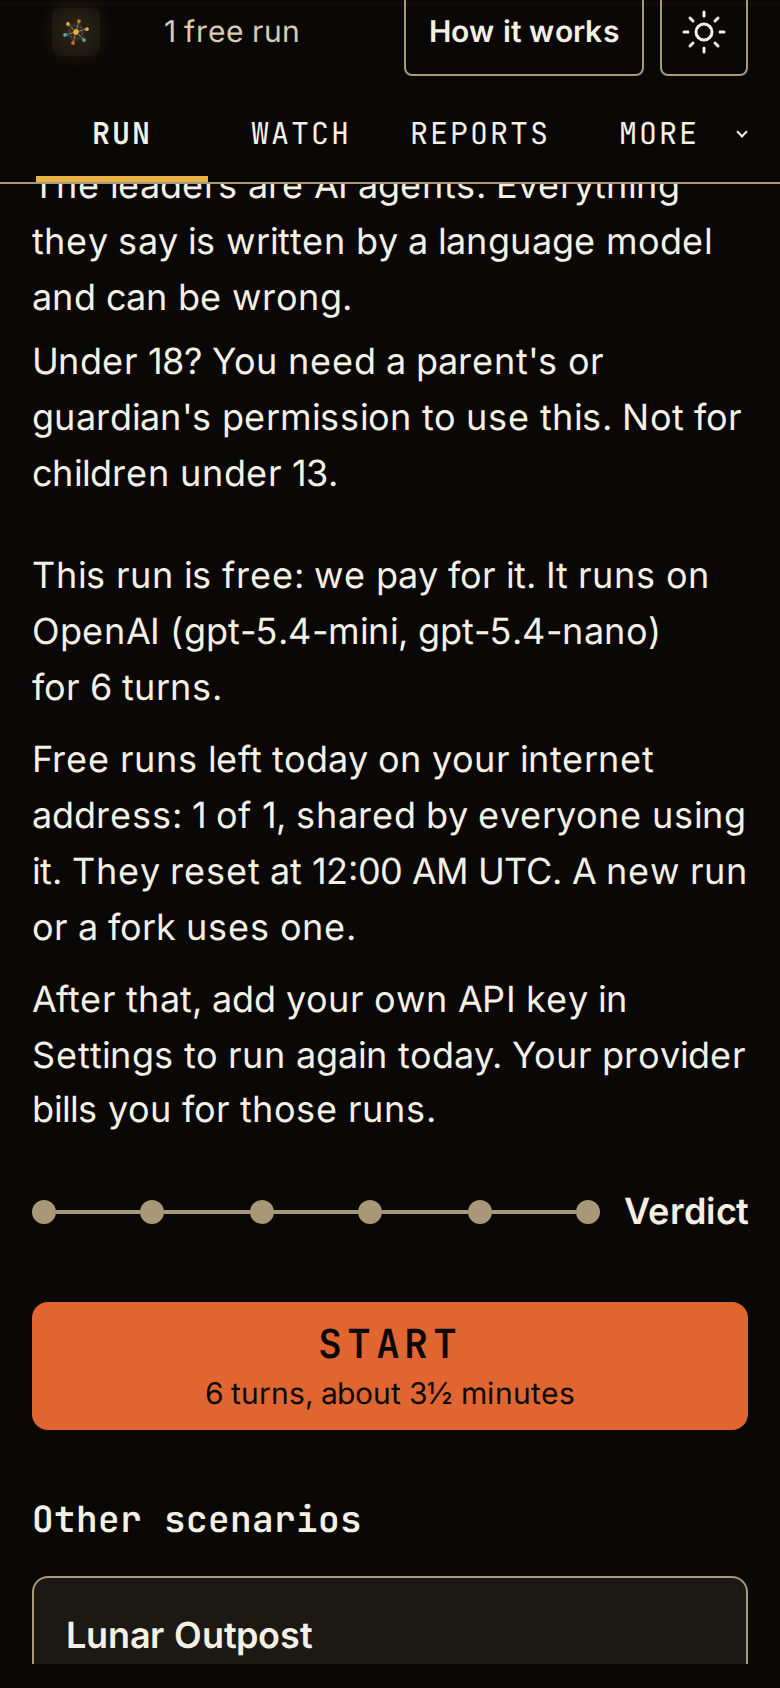 1 free run
How it works
RUN
WATCH
REPORTS
MORE
The leaders are AI agents. Everything
they say is written by a language model
and can be wrong.
Under 18? You need a parent's or
guardian's permission to use this. Not for
children under 13.
This run is free: we pay for it. It runs on
OpenAI (gpt-5.4-mini, gpt-5.4-nano)
for 6 turns.
Free runs left today on your internet
address: 1 of 1, shared by everyone using
it. They reset at 12:00 AM UTC. A new run
or a fork uses one.
After that, add your own API key in
Settings to run again today. Your provider
bills you for those runs.
Verdict
START
6 turns, about 3½ minutes
Other scenarios
Lunar Outpost